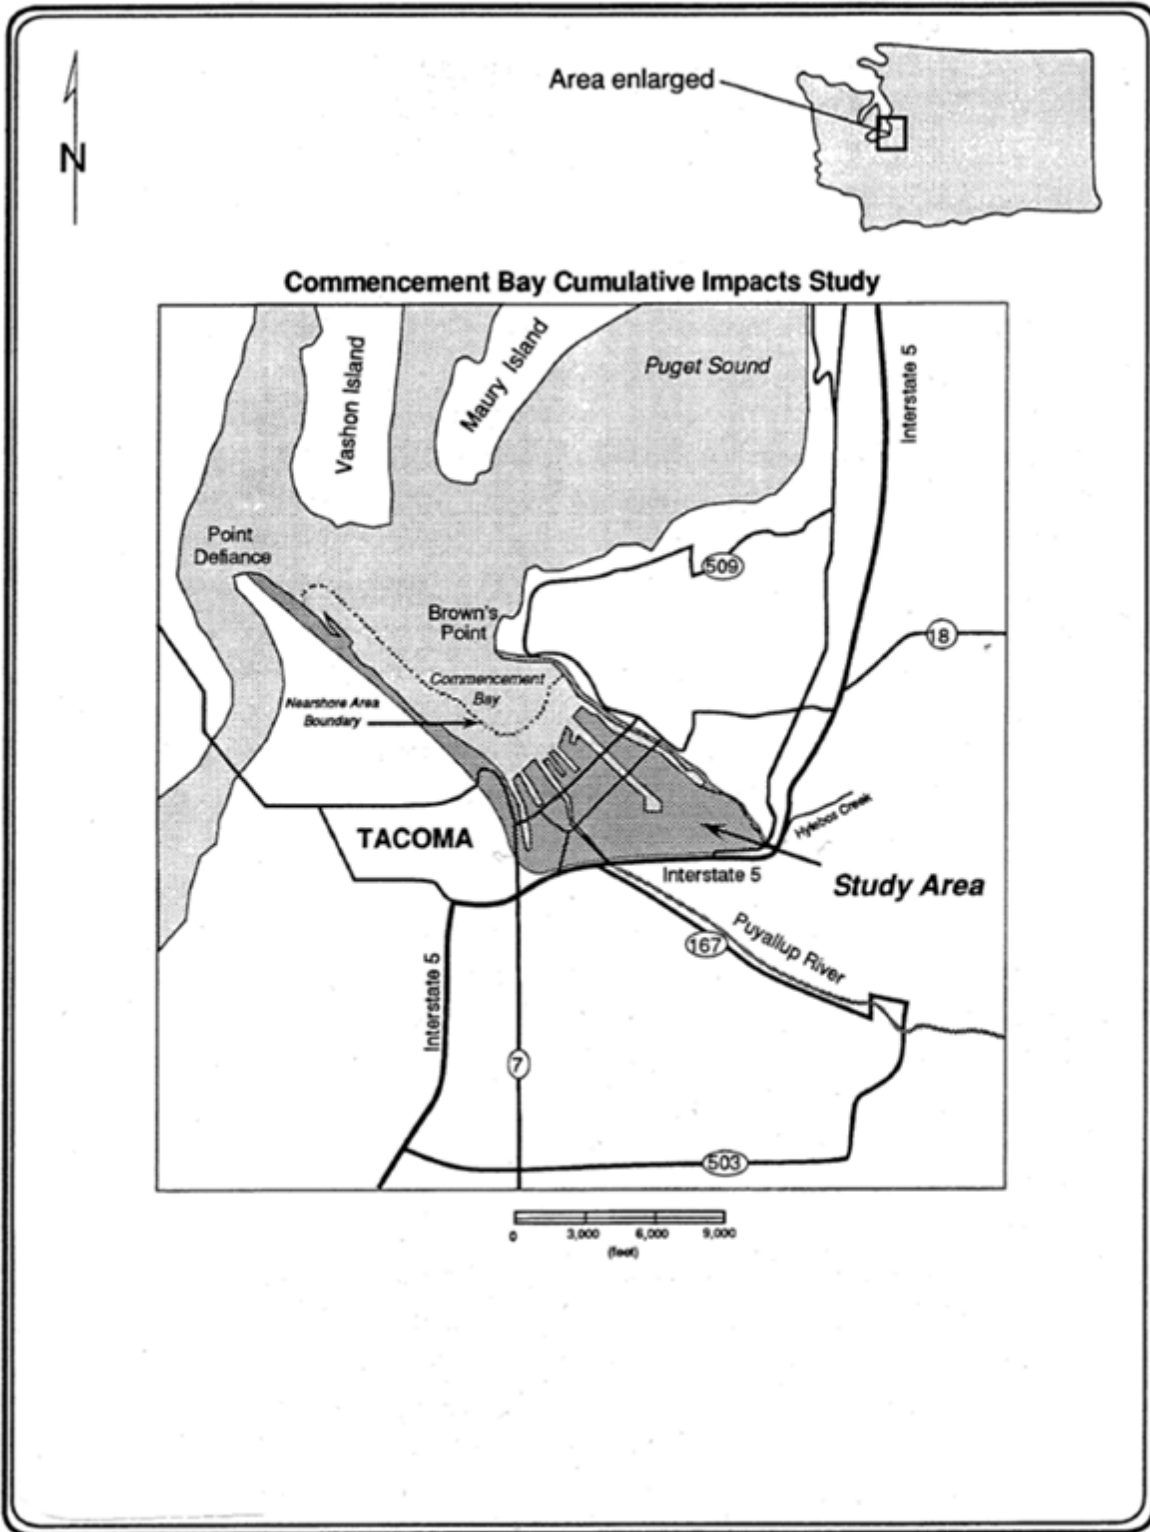 Area enlarged
N
Commencement Bay Cumulative Impacts Study
Vashon Island
Maury Island
Puget Sound
Interstate 5
Point
Defiance
509
Brown's
Point
18
Commencement
Bay
Nearshore Area
Boundary
TACOMA
Hylebos Creek
Interstate 5
Study Area
Puyallup River
167
Interstate 5
7
503
0
3,000
6,000
9,000
(feet)